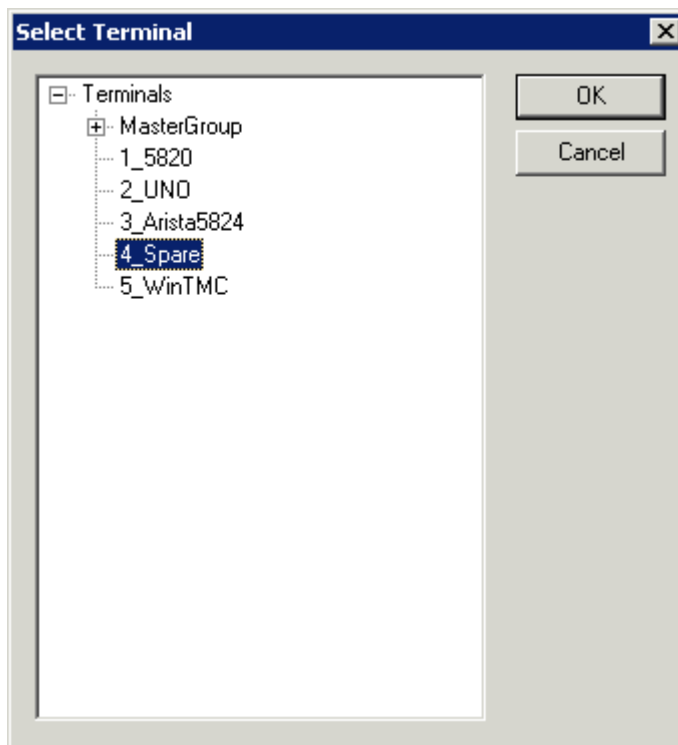 Select Terminal
Terminals
MasterGroup
1_5820
2_UNO
3_Arista5824
4_Spare
5_WinTMC
OK
Cancel